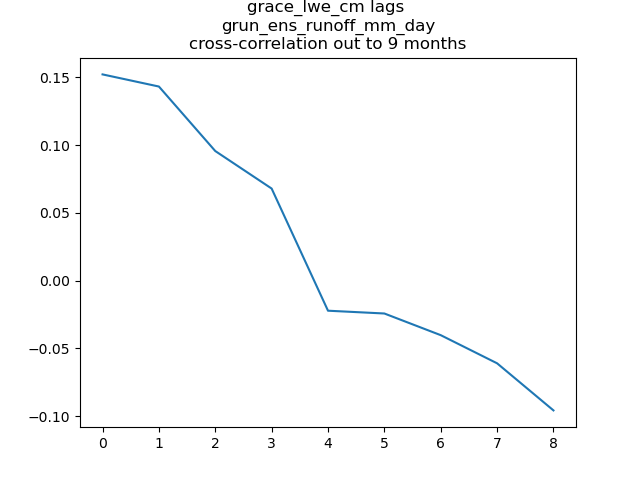 grace_lwe_cm lags
grun_ens_runoff_mm_day
cross-correlation out to 9 months
0.15
0.10
0.05
0.00
−0.05
−0.10
0 1 2 3 4 5 6 7 8